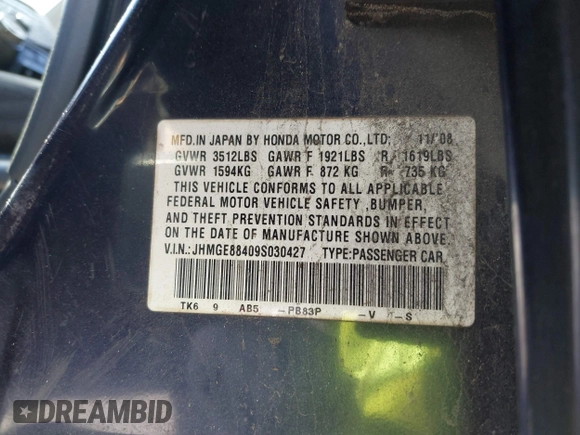 MFD.IN JAPAN BY HONDA MOTOR CO.,LTD: 11/'08
GVWR 3512LBS GAWR F 1921LBS R 1619LBS
GVWR 1594KG GAWR F 872 KG R 735 KG
THIS VEHICLE CONFORMS TO ALL APPLICABLE
FEDERAL MOTOR VEHICLE SAFETY ,BUMPER,
AND THEFT PREVENTION STANDARDS IN EFFECT
ON THE DATE OF MANUFACTURE SHOWN ABOVE.
V.I.N.:JHMGE88409S030427 TYPE:PASSENGER CAR
TK6 9 AB5 -PB83P -V -S
DREAMBID